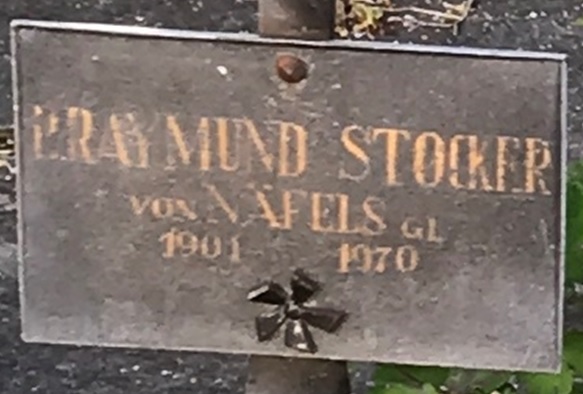 P. RAYMUND STOCKER
VON NÄFELS GL
1901 1970